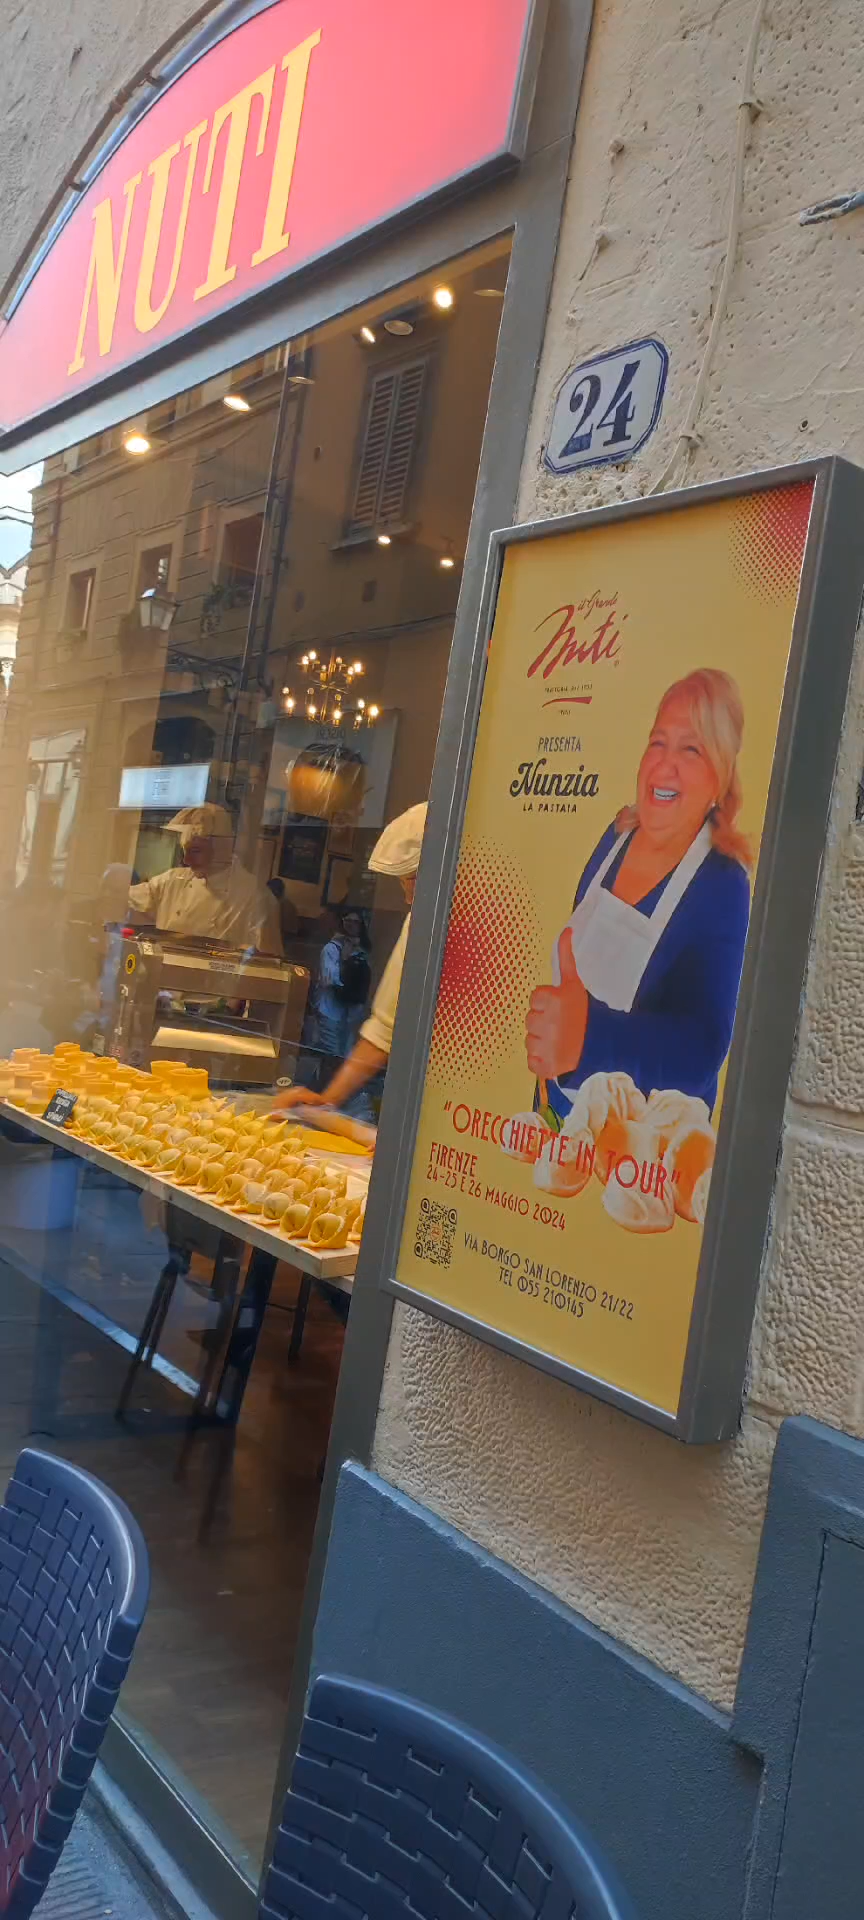 NUTI
24
il Grande
Nuti
PRESENTA
Nunzia
LA PASTAIA
"ORECCHIETTE IN TOUR"
FIRENZE
24-25 E 26 MAGGIO 2024
VIA BORGO SAN LORENZO 21/22
TEL 055 210145